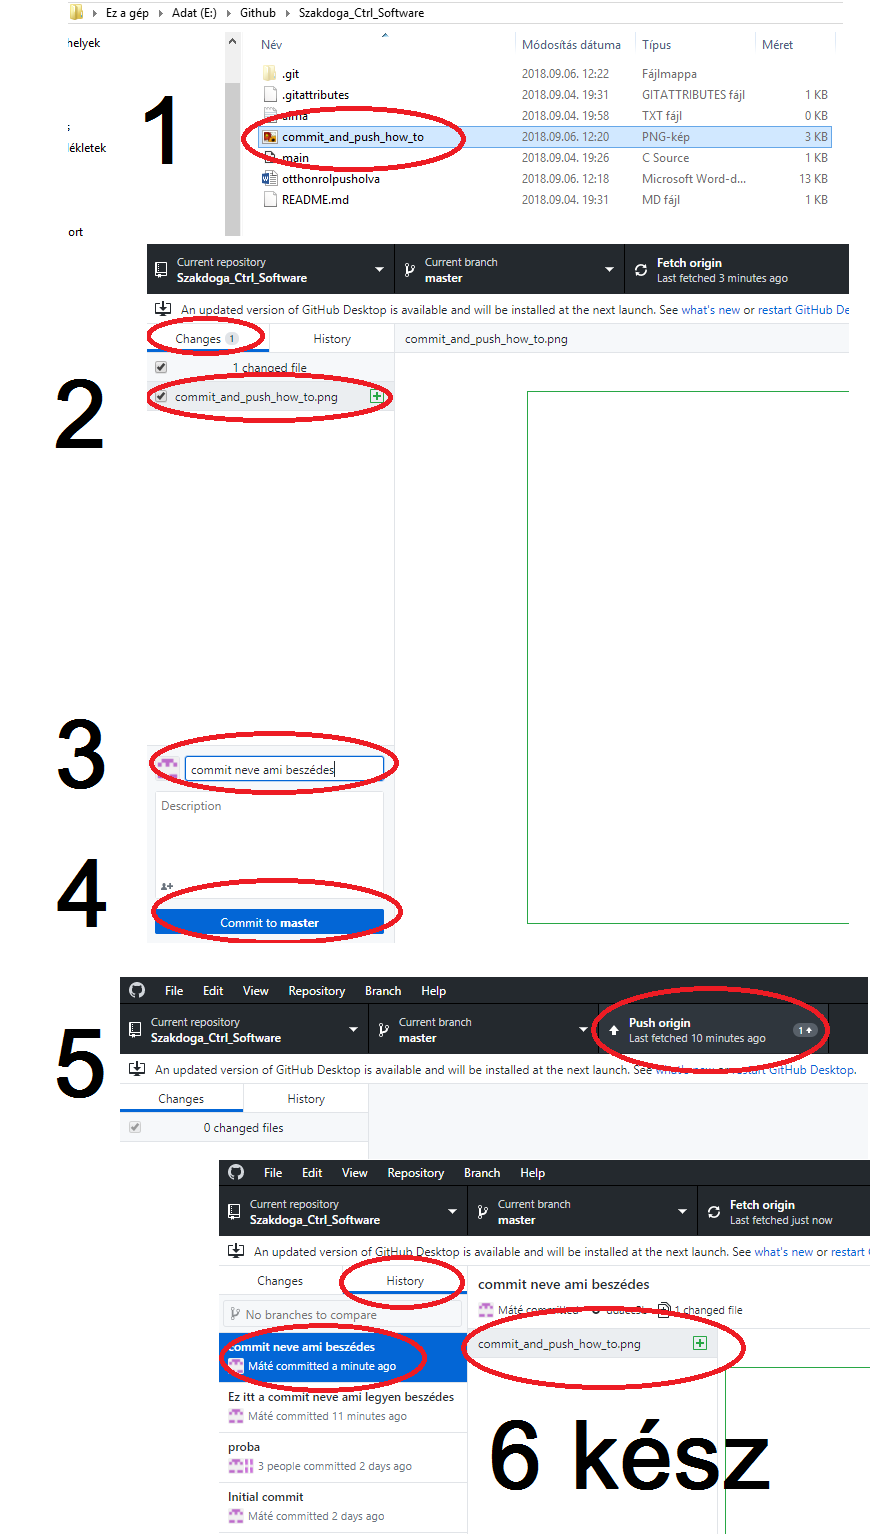 Ez a gép Adat (E:) Github Szakdoga_Ctrl_Software
helyek
Név Módosítás dátuma Típus Méret
.git 2018.09.06. 12:22 Fájlmappa
.gitattributes 2018.09.04. 19:31 GITATTRIBUTES fájl 1 KB
alma 2018.09.04. 19:58 TXT fájl 0 KB
1
commit_and_push_how_to 2018.09.06. 12:20 PNG-kép 3 KB
lékletek
main 2018.09.04. 19:26 C Source 1 KB
otthonrolpusholva 2018.09.06. 12:18 Microsoft Word-d... 13 KB
README.md 2018.09.04. 19:31 MD fájl 1 KB
ort
Current repository Current branch Fetch origin
Szakdoga_Ctrl_Software master Last fetched 3 minutes ago
An updated version of GitHub Desktop is available and will be installed at the next launch. See what's new or restart GitHub De
Changes 1 History commit_and_push_how_to.png
1 changed file
2
commit_and_push_how_to.png
3
commit neve ami beszédes
Description
4
Commit to master
File Edit View Repository Branch Help
5
Current repository Current branch Push origin 1
Szakdoga_Ctrl_Software master Last fetched 10 minutes ago
An updated version of GitHub Desktop is available and will be installed at the next launch. See what's new or restart GitHub Desktop.
Changes History
0 changed files
File Edit View Repository Branch Help
Current repository Current branch Fetch origin
Szakdoga_Ctrl_Software master Last fetched just now
An updated version of GitHub Desktop is available and will be installed at the next launch. See what's new or restart
Changes History commit neve ami beszédes
No branches to compare Máté committed 1 changed file
commit neve ami beszédes commit_and_push_how_to.png
Máté committed a minute ago
Ez itt a commit neve ami legyen beszédes
Máté committed 11 minutes ago
proba
3 people committed 2 days ago
Initial commit
Máté committed 2 days ago
6 kész